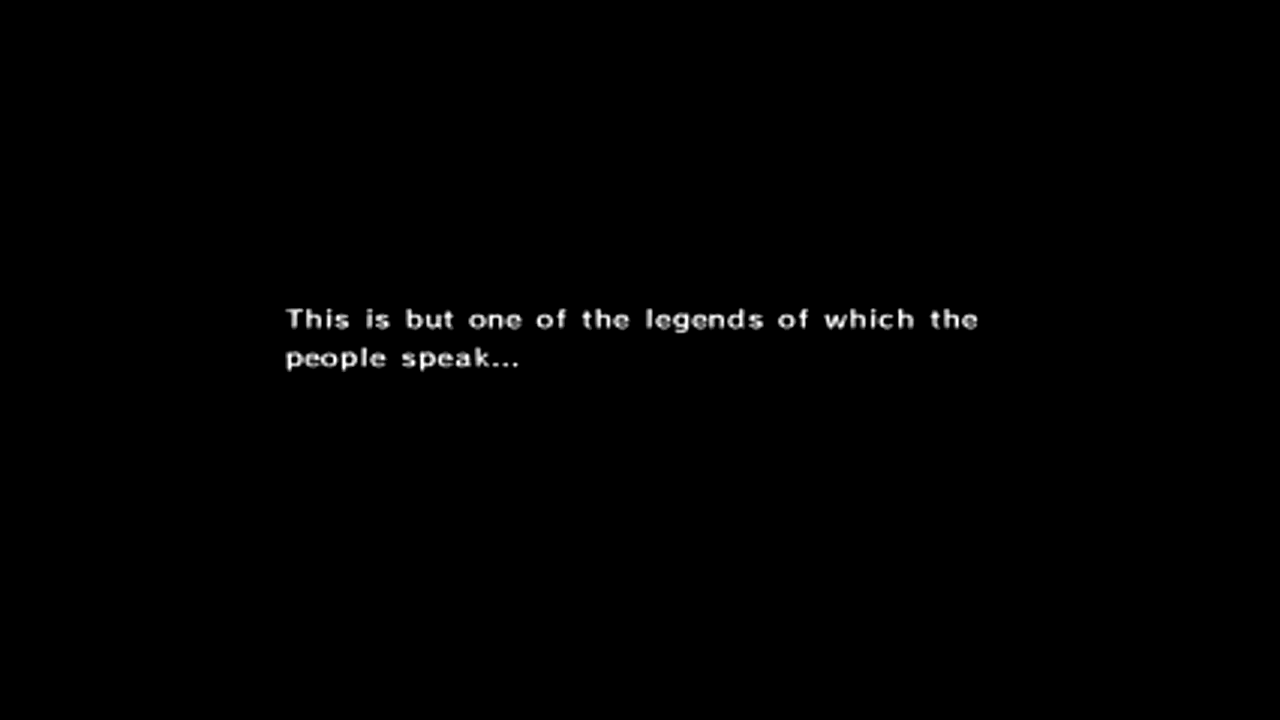 This is but one of the legends of which the
people speak...